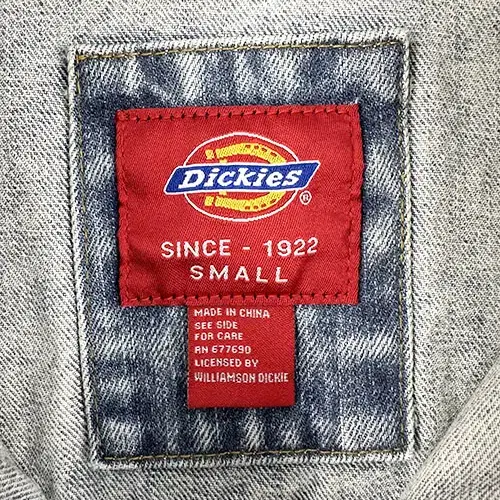 Dickies
®
SINCE - 1922
SMALL
MADE IN CHINA
SEE SIDE
FOR CARE
RN 677690
LICENSED BY
WILLIAMSON DICKIE